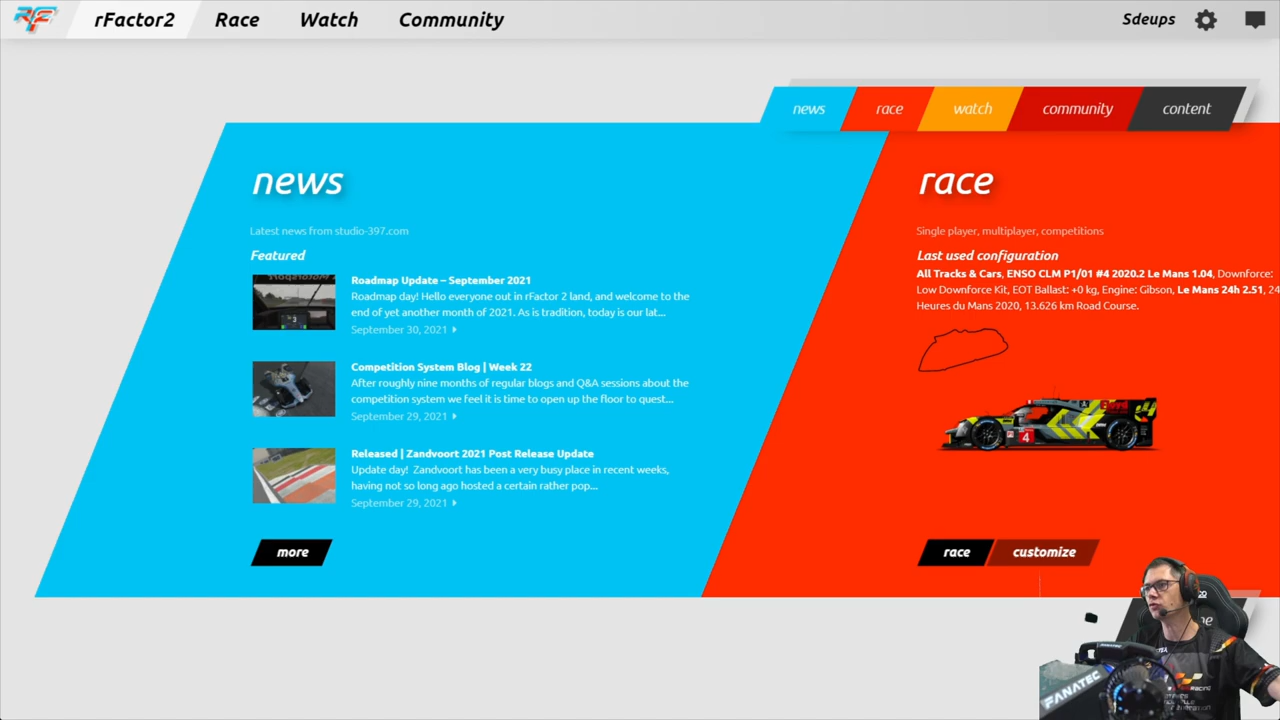 rFactor2 Race Watch Community Sdeups
news race watch community content
news
Latest news from studio-397.com
Featured
Roadmap Update – September 2021
Roadmap day! Hello everyone out in rFactor 2 land, and welcome to the
end of yet another month of 2021. As is tradition, today is our lat...
September 30, 2021
Competition System Blog | Week 22
After roughly nine months of regular blogs and Q&A sessions about the
competition system we feel it is time to open up the floor to quest...
September 29, 2021
Released | Zandvoort 2021 Post Release Update
Update day! Zandvoort has been a very busy place in recent weeks,
having not so long ago hosted a certain rather pop...
September 29, 2021
more
race
Single player, multiplayer, competitions
Last used configuration
All Tracks & Cars, ENSO CLM P1/01 #4 2020.2 Le Mans 1.04, Downforce:
Low Downforce Kit, EOT Ballast: +0 kg, Engine: Gibson, Le Mans 24h 2.51, 24
Heures du Mans 2020, 13.626 km Road Course.
4
race customize
FANATEC
RACING